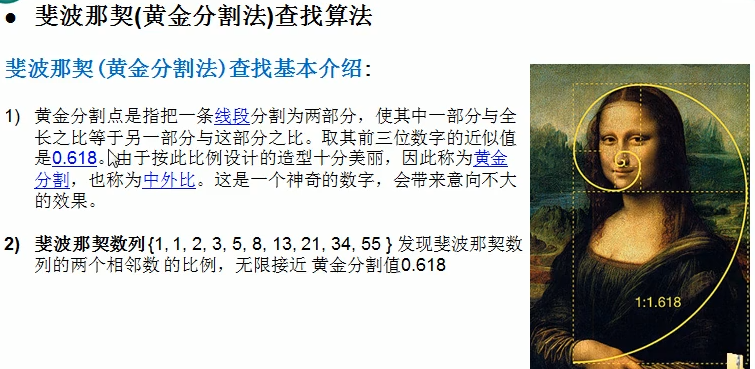 ● 斐波那契(黄金分割法)查找算法
斐波那契(黄金分割法)查找基本介绍:
1) 黄金分割点是指把一条线段分割为两部分，使其中一部分与全
长之比等于另一部分与这部分之比。取其前三位数字的近似值
是0.618。由于按此比例设计的造型十分美丽，因此称为黄金
分割，也称为中外比。这是一个神奇的数字，会带来意向不大
的效果。
2) 斐波那契数列{1, 1, 2, 3, 5, 8, 13, 21, 34, 55 } 发现斐波那契数
列的两个相邻数 的比例，无限接近 黄金分割值0.618
1:1.618